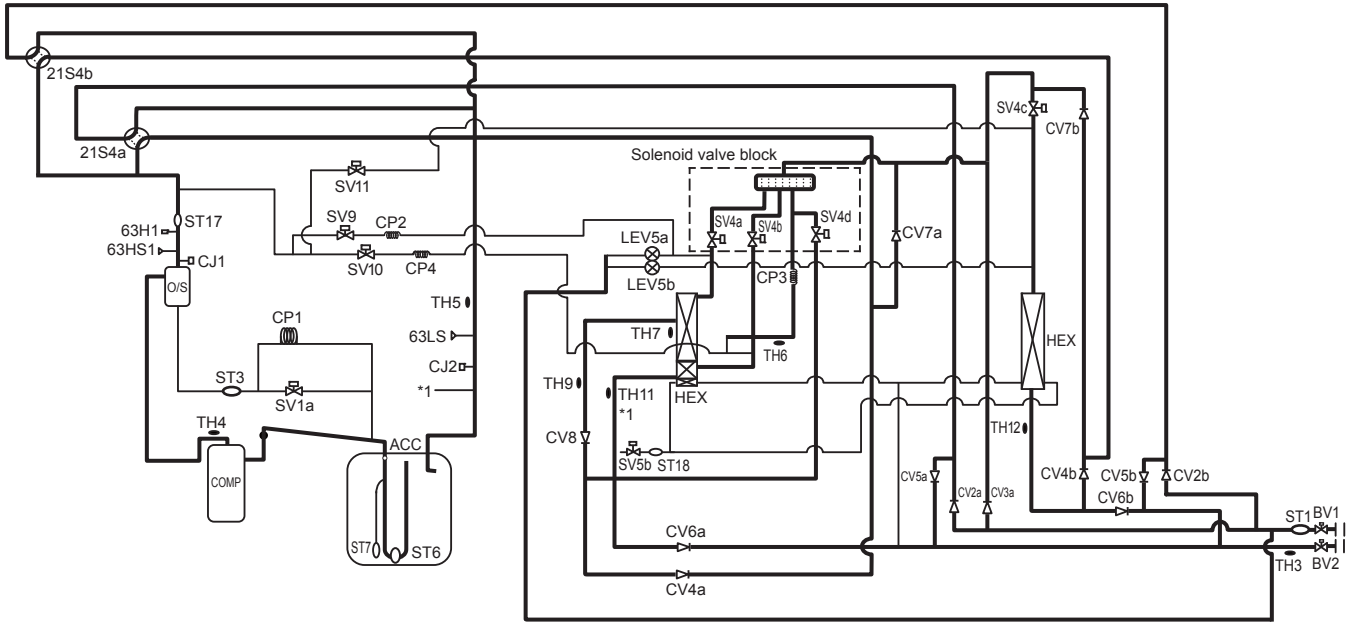 21S4b
21S4a
SV4c
CV7b
Solenoid valve block
SV11
ST17
SV9
CP2
SV4a
SV4b
SV4d
CV7a
63H1
63HS1
CJ1
SV10
CP4
LEV5a
LEV5b
CP3
O/S
TH5
CP1
63LS
TH7
TH6
HEX
CJ2
ST3
*1
TH9
TH11
HEX
*1
SV1a
TH4
ACC
CV8
TH12
SV5b
ST18
COMP
CV5a
CV2a
CV3a
CV4b
CV5b
CV2b
CV6b
ST1
BV1
ST7
ST6
CV6a
TH3
BV2
CV4a